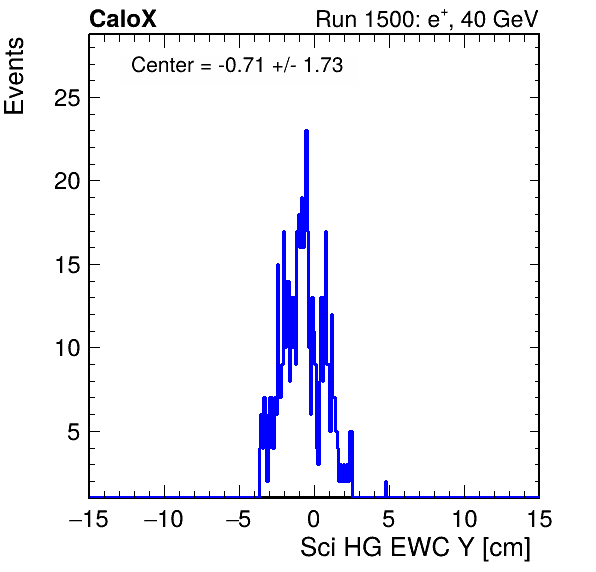 CaloX Run 1500: e⁺, 40 GeV
Center = -0.71 +/- 1.73
Events
25
20
15
10
5
−15 −10 −5 0 5 10 15
Sci HG EWC Y [cm]